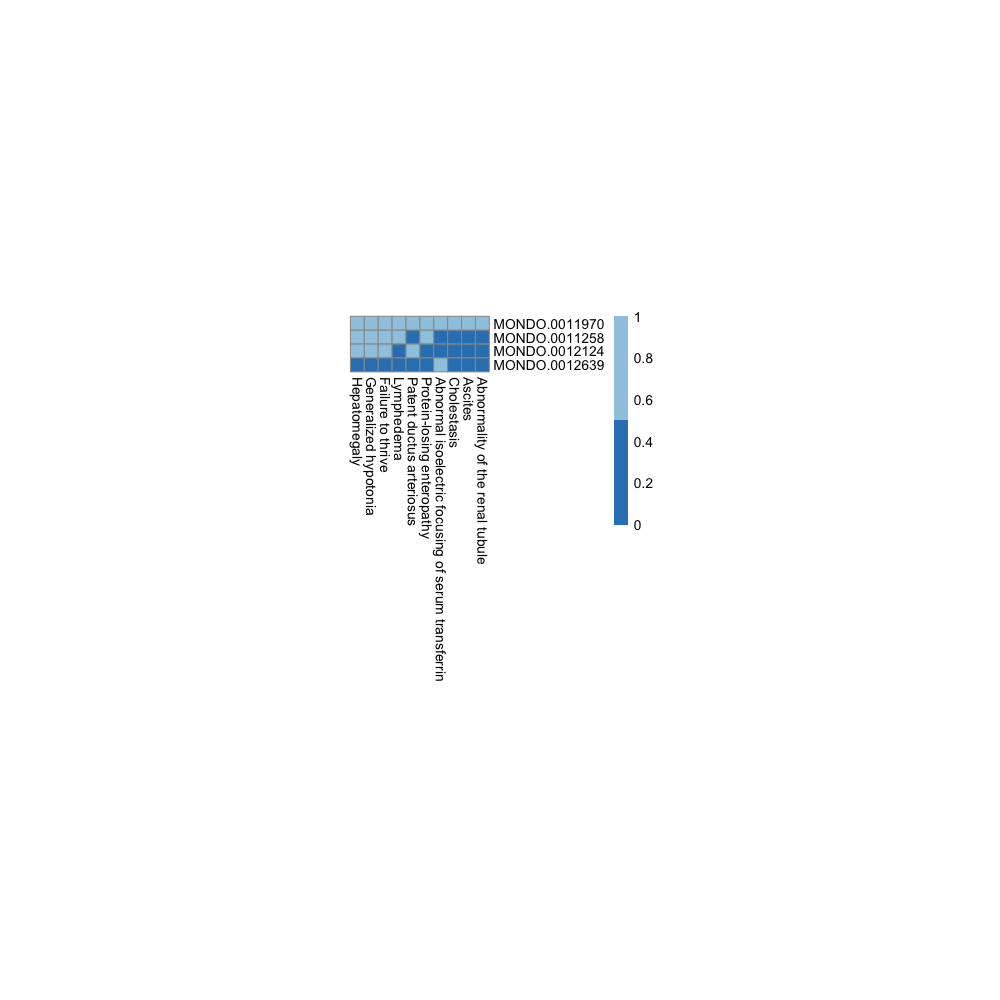 MONDO.0011970
MONDO.0011258
MONDO.0012124
MONDO.0012639
1
0.8
0.6
0.4
0.2
0
Hepatomegaly
Generalized hypotonia
Failure to thrive
Lymphedema
Patent ductus arteriosus
Protein-losing enteropathy
Abnormal isoelectric focusing of serum transferrin
Cholestasis
Ascites
Abnormality of the renal tubule